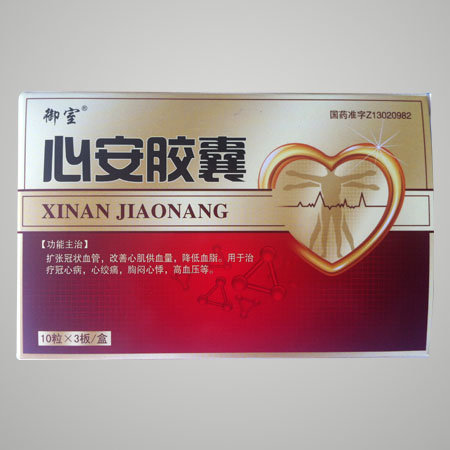 御室®
国药准字Z13020982
心安胶囊
XINAN JIAONANG
【功能主治】
扩张冠状血管，改善心肌供血量，降低血脂。用于治
疗冠心病，心绞痛，胸闷心悸，高血压等。
10粒×3板/盒